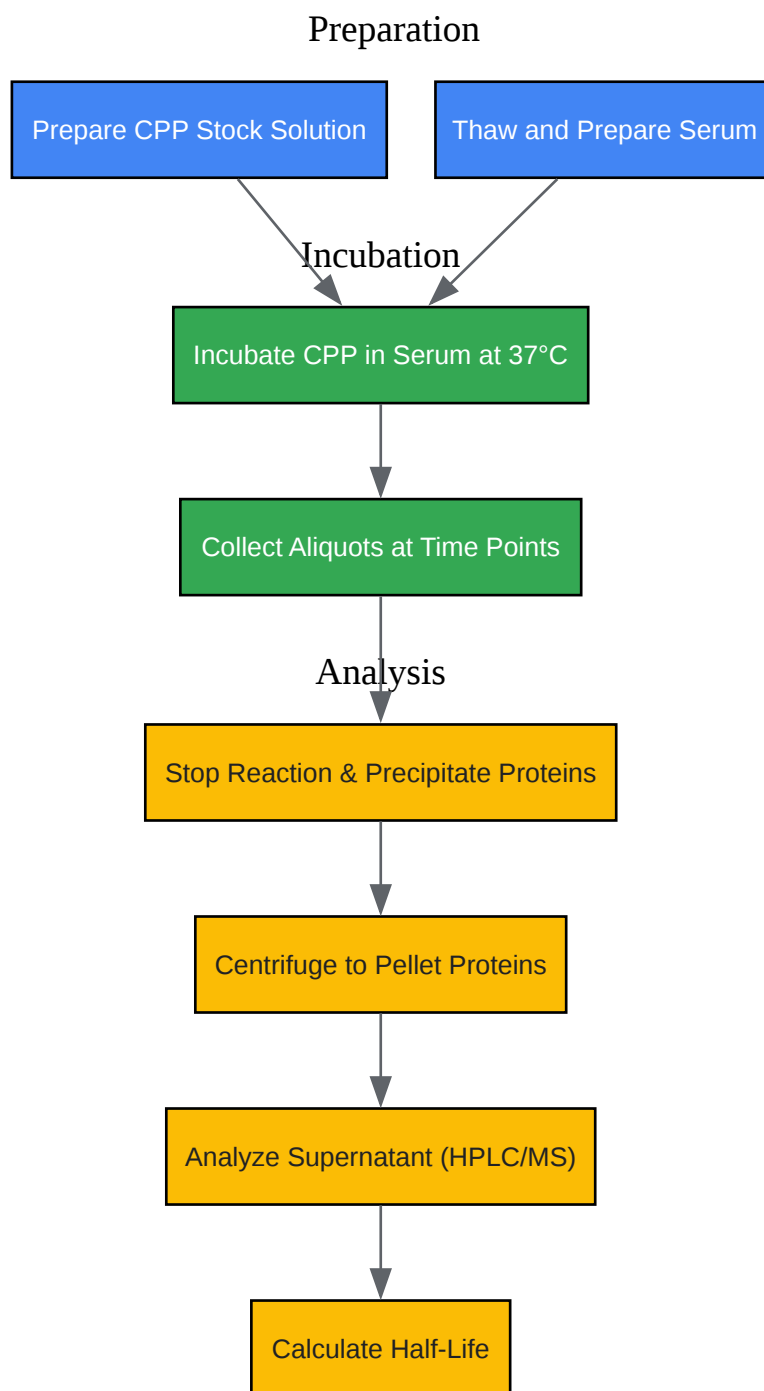 Preparation
Prepare CPP Stock Solution
Thaw and Prepare Serum
Incubation
Incubate CPP in Serum at 37°C
Collect Aliquots at Time Points
Analysis
Stop Reaction & Precipitate Proteins
Centrifuge to Pellet Proteins
Analyze Supernatant (HPLC/MS)
Calculate Half-Life